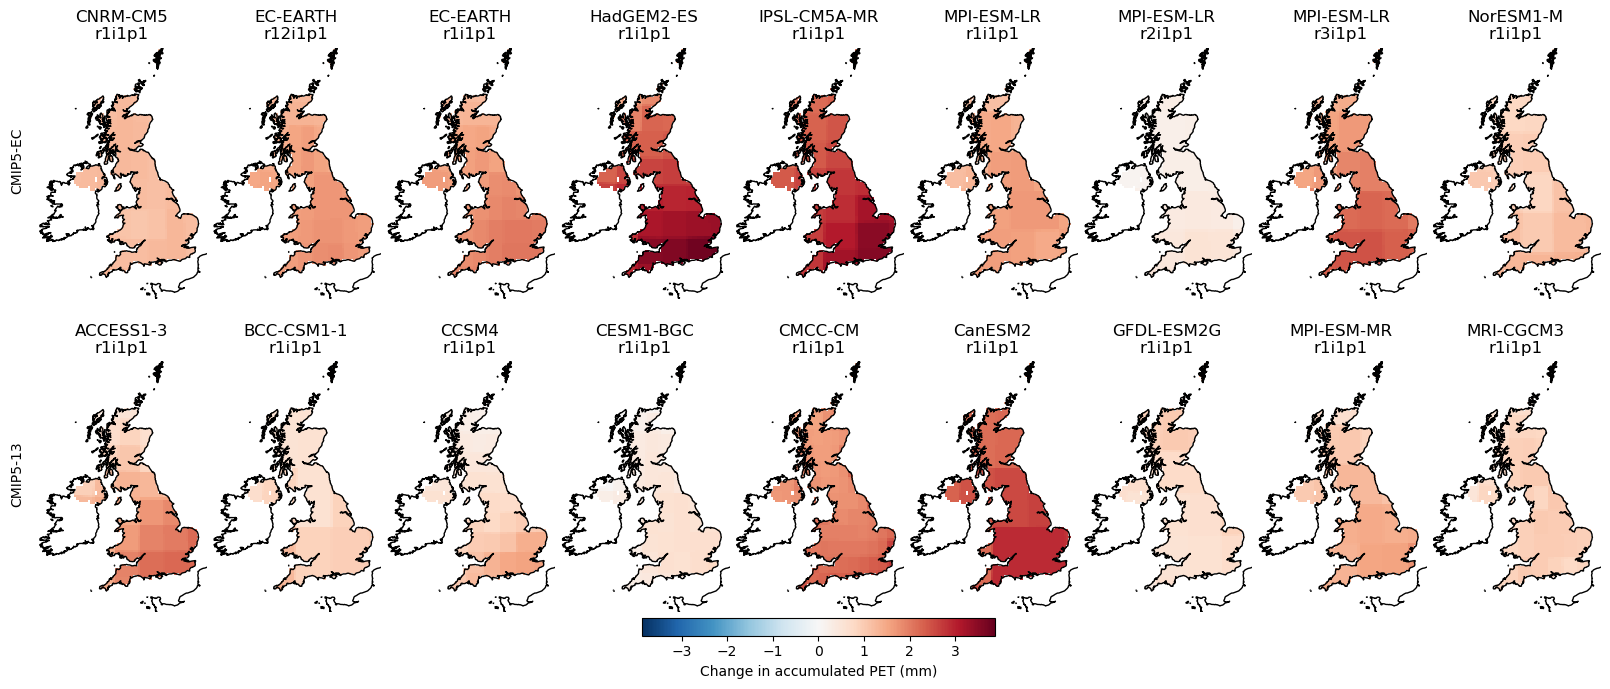 CNRM-CM5
r1i1p1
EC-EARTH
r12i1p1
EC-EARTH
r1i1p1
HadGEM2-ES
r1i1p1
IPSL-CM5A-MR
r1i1p1
MPI-ESM-LR
r1i1p1
MPI-ESM-LR
r2i1p1
MPI-ESM-LR
r3i1p1
NorESM1-M
r1i1p1
CMIP5-EC
ACCESS1-3
r1i1p1
BCC-CSM1-1
r1i1p1
CCSM4
r1i1p1
CESM1-BGC
r1i1p1
CMCC-CM
r1i1p1
CanESM2
r1i1p1
GFDL-ESM2G
r1i1p1
MPI-ESM-MR
r1i1p1
MRI-CGCM3
r1i1p1
CMIP5-13
−3 −2 −1 0 1 2 3
Change in accumulated PET (mm)